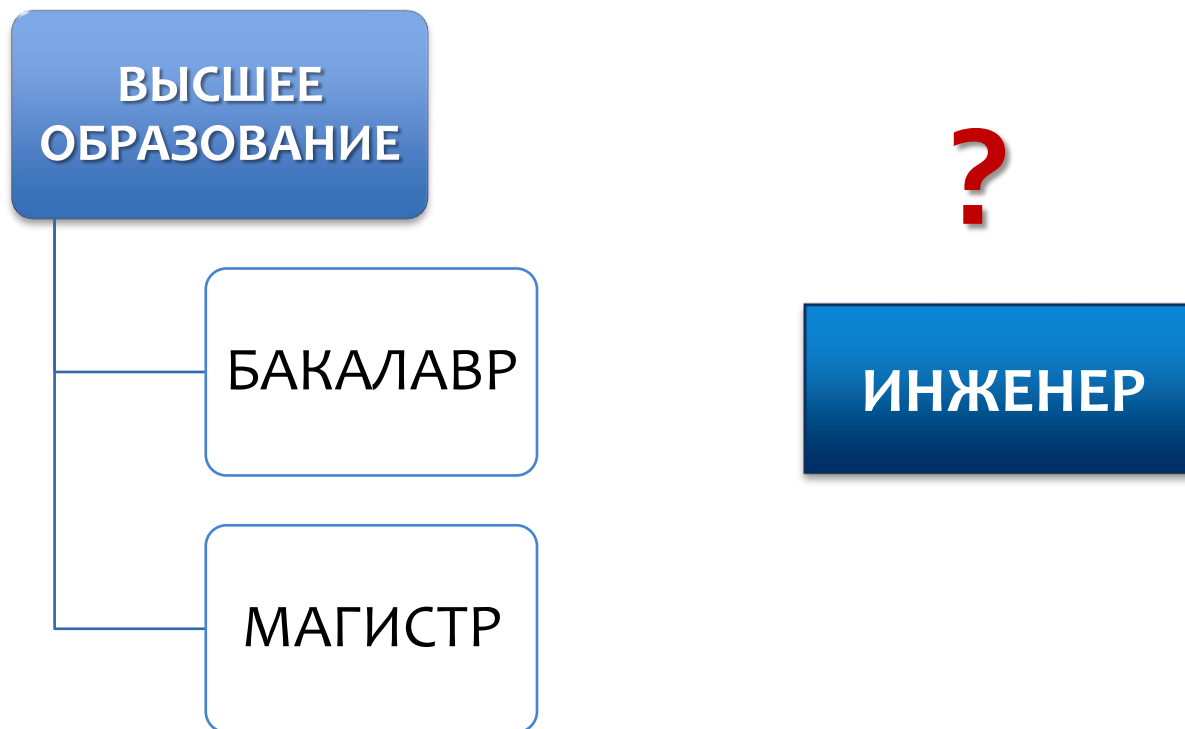 ВЫСШЕЕ
ОБРАЗОВАНИЕ
?
БАКАЛАВР
ИНЖЕНЕР
МАГИСТР